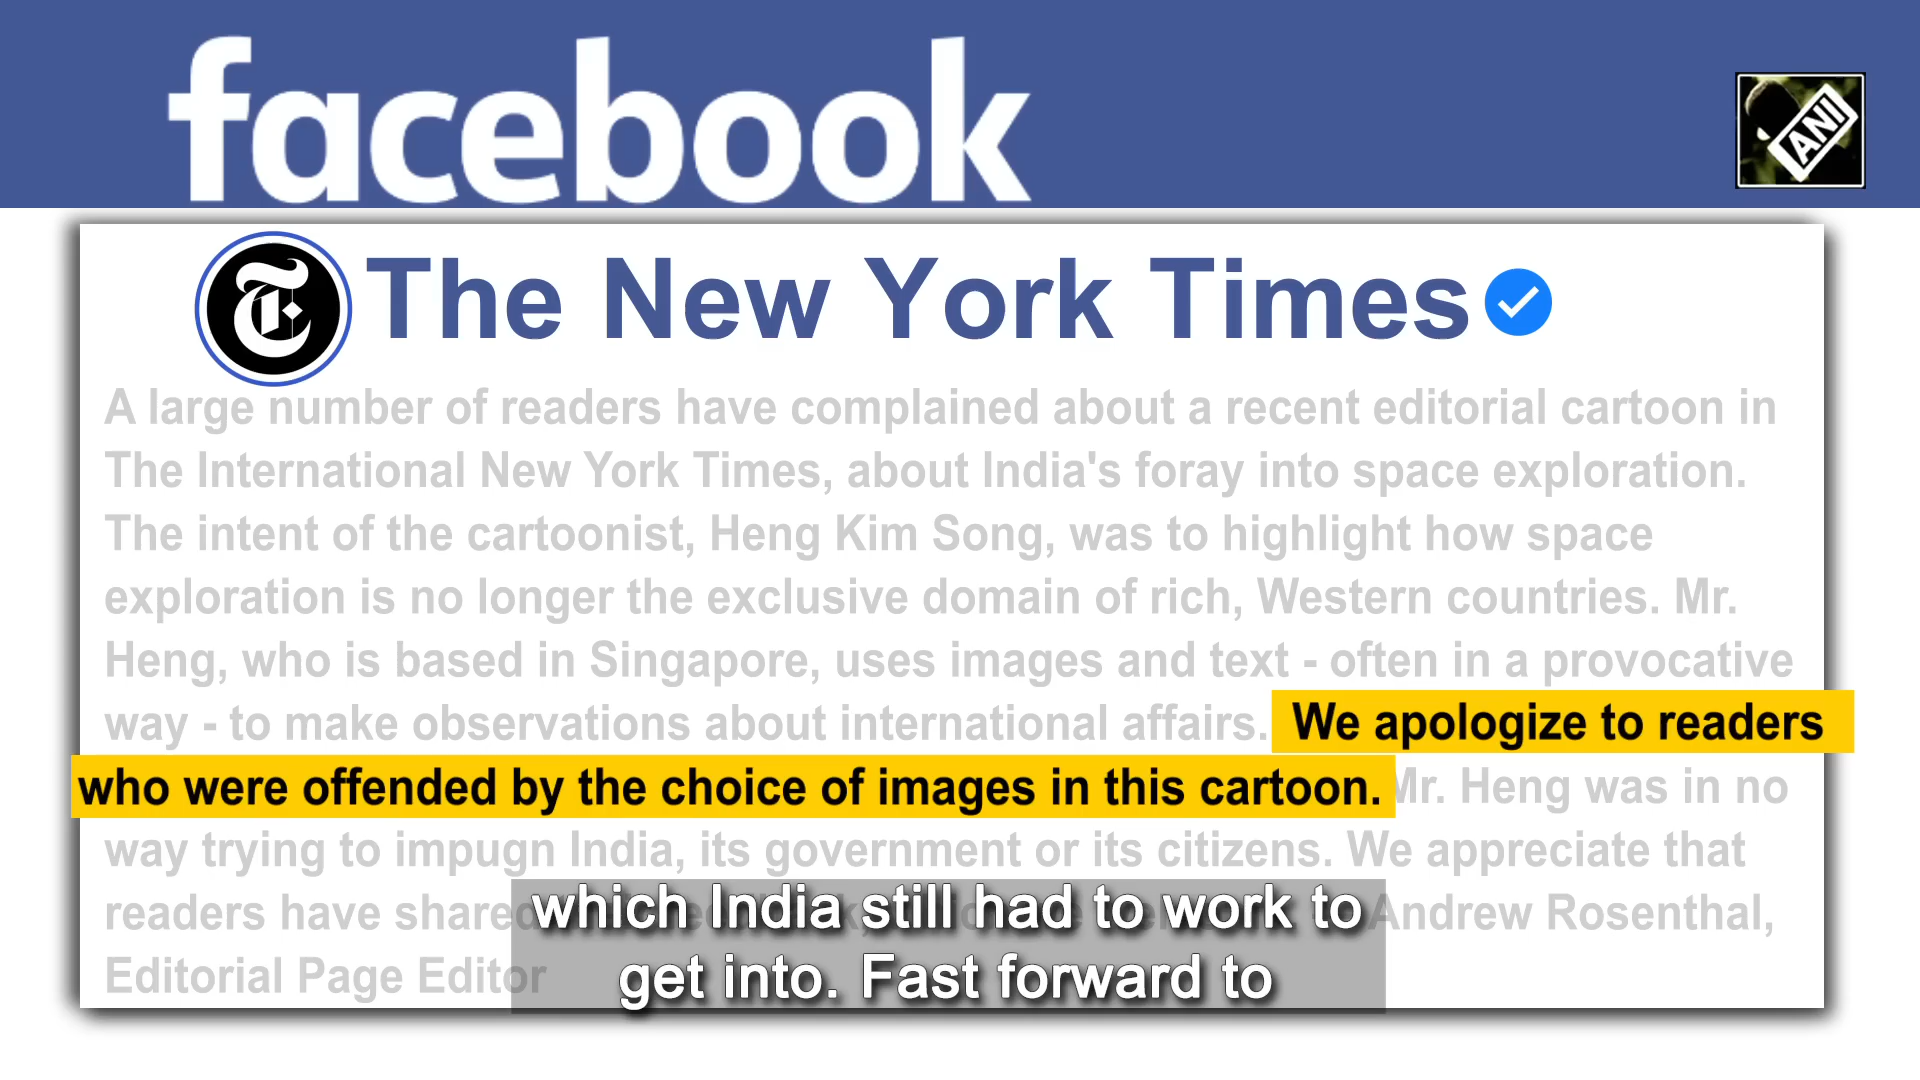 facebook
ANI
The New York Times
A large number of readers have complained about a recent editorial cartoon in
The International New York Times, about India's foray into space exploration.
The intent of the cartoonist, Heng Kim Song, was to highlight how space
exploration is no longer the exclusive domain of rich, Western countries. Mr.
Heng, who is based in Singapore, uses images and text - often in a provocative
way - to make observations about international affairs. We apologize to readers
who were offended by the choice of images in this cartoon. Mr. Heng was in no
way trying to impugn India, its government or its citizens. We appreciate that
readers have shared Andrew Rosenthal,
Editorial Page Editor
which India still had to work to
get into. Fast forward to